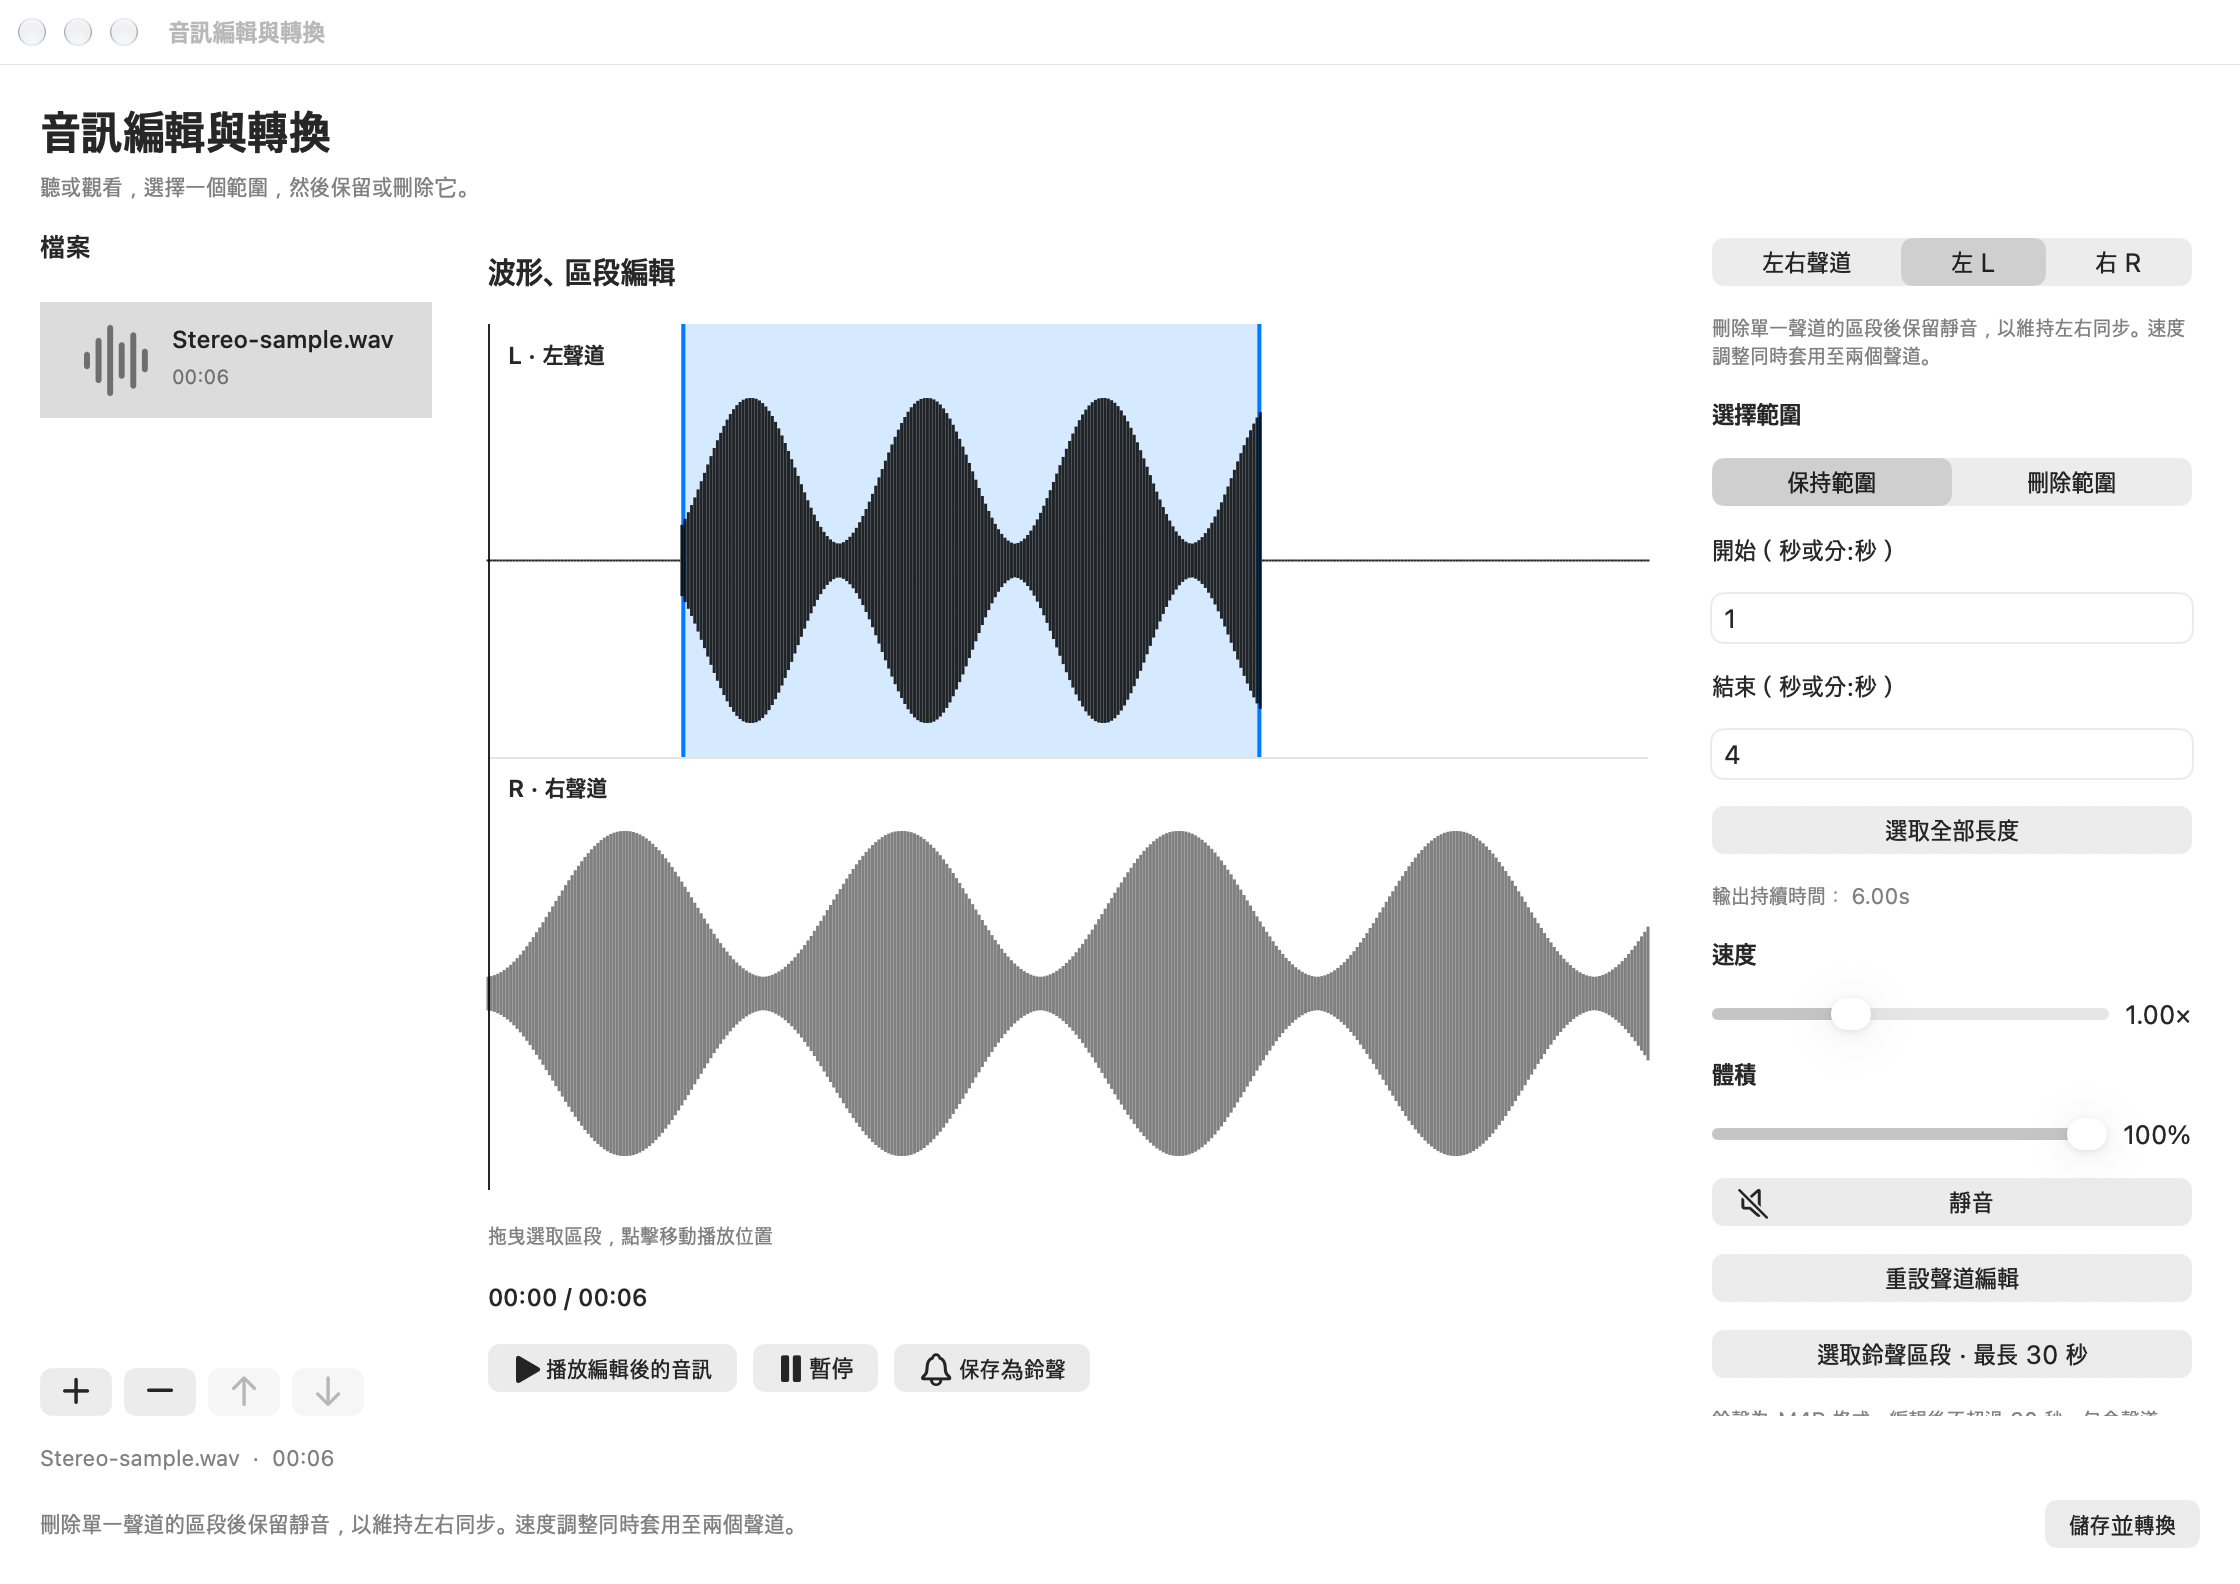 音訊編輯與轉換
音訊編輯與轉換
聽或觀看，選擇一個範圍，然後保留或刪除它。
檔案
Stereo-sample.wav
00:06
波形、區段編輯
L · 左聲道
R · 右聲道
拖曳選取區段，點擊移動播放位置
00:00 / 00:06
播放編輯後的音訊
暫停
保存為鈴聲
左右聲道
左 L
右 R
刪除單一聲道的區段後保留靜音，以維持左右同步。速度
調整同時套用至兩個聲道。
選擇範圍
保持範圍
刪除範圍
開始（秒或分:秒）
1
結束（秒或分:秒）
4
選取全部長度
輸出持續時間： 6.00s
速度
1.00×
體積
100%
靜音
重設聲道編輯
選取鈴聲區段 · 最長 30 秒
Stereo-sample.wav · 00:06
刪除單一聲道的區段後保留靜音，以維持左右同步。速度調整同時套用至兩個聲道。
儲存並轉換